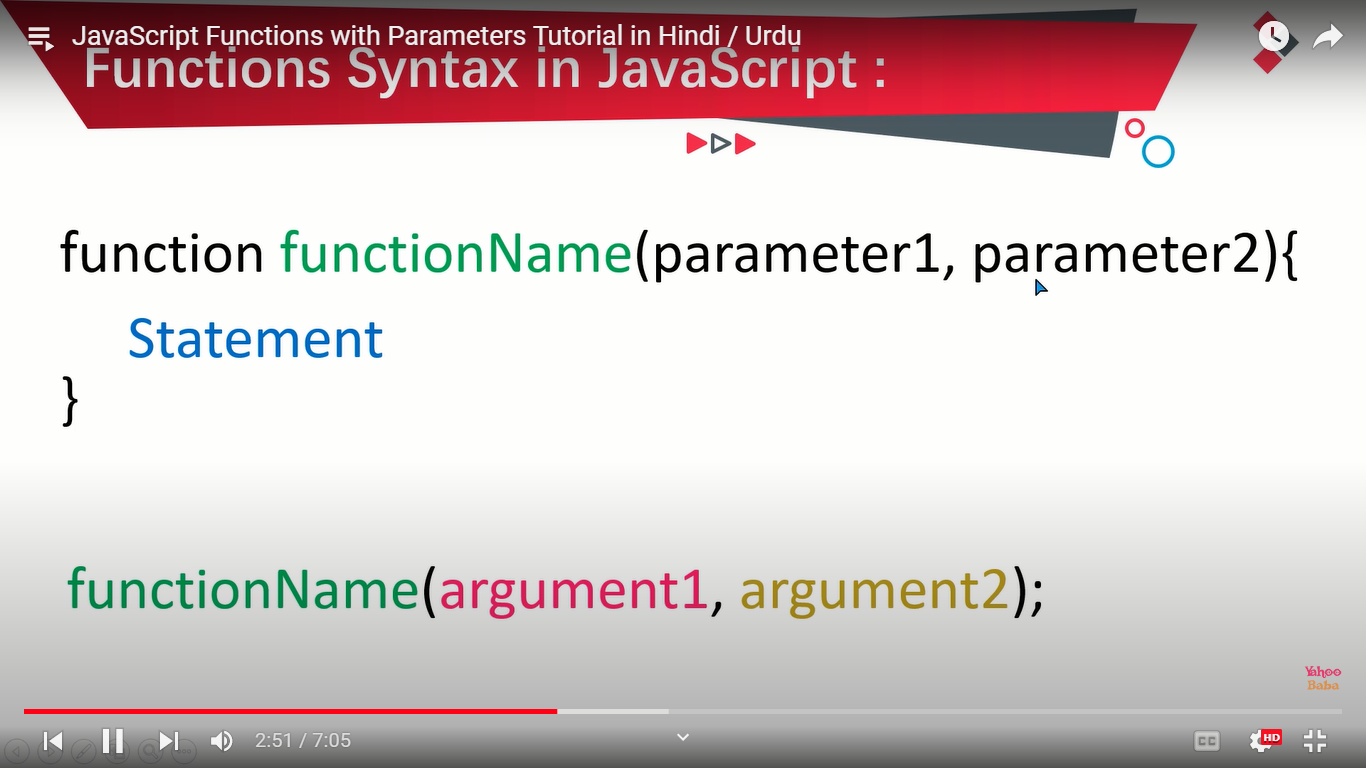 JavaScript Functions with Parameters Tutorial in Hindi / Urdu
Functions Syntax in JavaScript :
function functionName(parameter1, parameter2){
Statement
}
functionName(argument1, argument2);
Yahoo
Baba
2:51 / 7:05
CC
HD